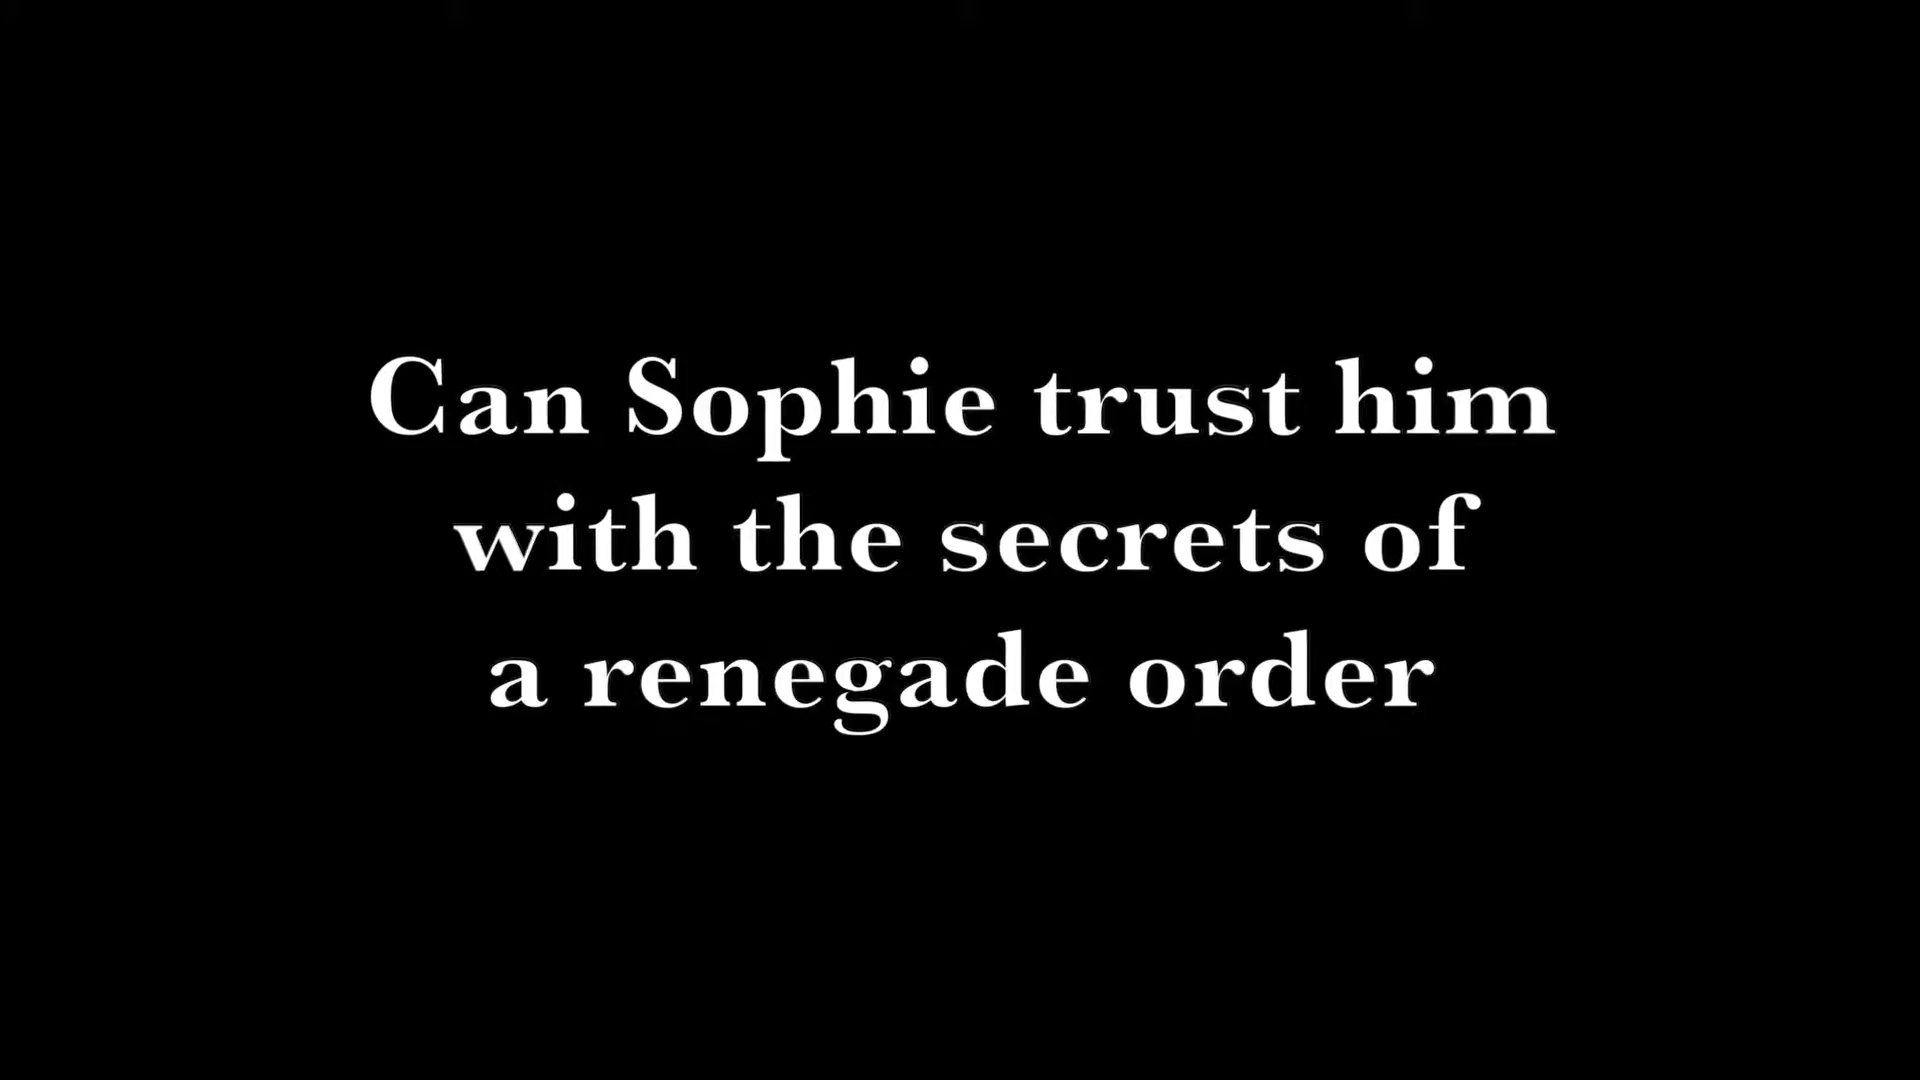 Can Sophie trust him
with the secrets of
a renegade order